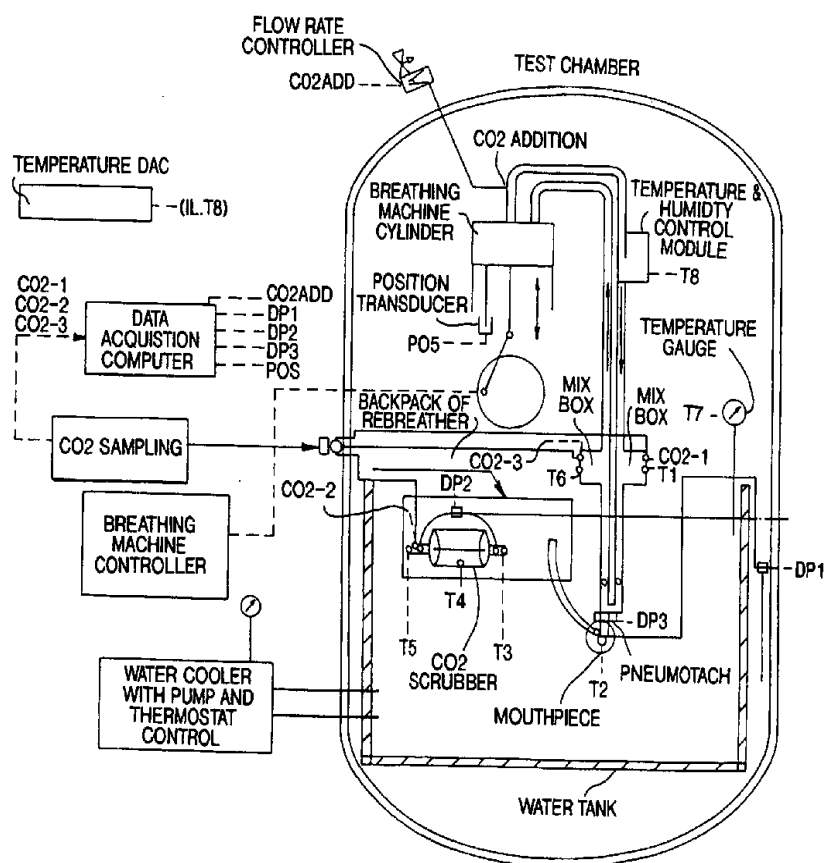 FLOW RATE
CONTROLLER
CO2ADD
TEST CHAMBER
TEMPERATURE DAC
(IL.T8)
CO2 ADDITION
BREATHING
MACHINE
CYLINDER
TEMPERATURE &
HUMIDTY
CONTROL
MODULE
T8
POSITION
TRANSDUCER
PO5
TEMPERATURE
GAUGE
CO2-1
CO2-2
CO2-3
DATA
ACQUISTION
COMPUTER
CO2ADD
DP1
DP2
DP3
POS
BACKPACK OF
REBREATHER
MIX
BOX
MIX
BOX
T7
CO2 SAMPLING
CO2-3
T6
CO2-1
T1
CO2-2
DP2
BREATHING
MACHINE
CONTROLLER
DP1
T4
T5
CO2
SCRUBBER
T3
DP3
PNEUMOTACH
T2
MOUTHPIECE
WATER COOLER
WITH PUMP AND
THERMOSTAT
CONTROL
WATER TANK